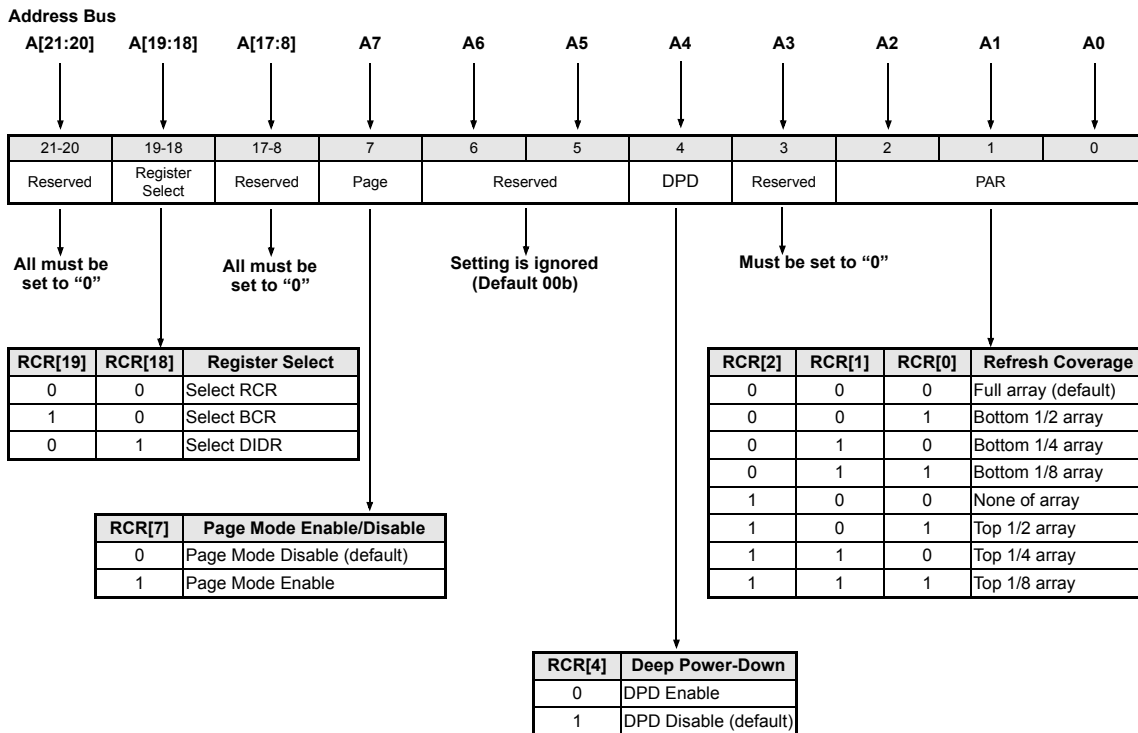 Address Bus
A[21:20] A[19:18] A[17:8] A7 A6 A5 A4 A3 A2 A1 A0
21-20 19-18 17-8 7 6 5 4 3 2 1 0
Reserved Register Select Reserved Page Reserved DPD Reserved PAR
All must be
set to “0”
All must be
set to “0”
Setting is ignored
(Default 00b)
Must be set to “0”
RCR[19] RCR[18] Register Select
0 0 Select RCR
1 0 Select BCR
0 1 Select DIDR
RCR[2] RCR[1] RCR[0] Refresh Coverage
0 0 0 Full array (default)
0 0 1 Bottom 1/2 array
0 1 0 Bottom 1/4 array
0 1 1 Bottom 1/8 array
1 0 0 None of array
1 0 1 Top 1/2 array
1 1 0 Top 1/4 array
1 1 1 Top 1/8 array
RCR[7] Page Mode Enable/Disable
0 Page Mode Disable (default)
1 Page Mode Enable
RCR[4] Deep Power-Down
0 DPD Enable
1 DPD Disable (default)